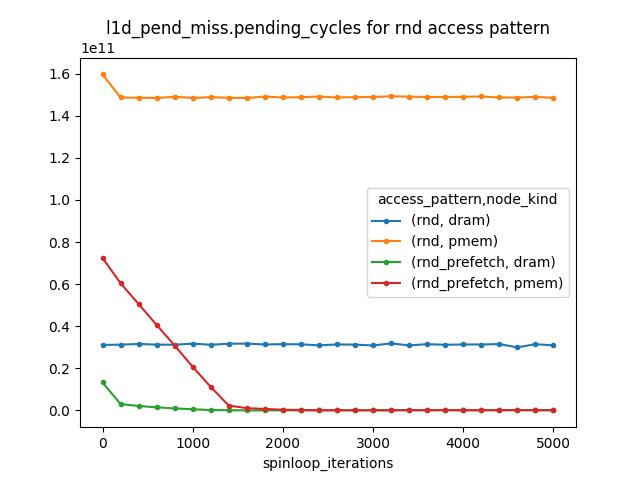 l1d_pend_miss.pending_cycles for rnd access pattern
1e11
1.6
1.4
1.2
1.0
0.8
0.6
0.4
0.2
0.0
access_pattern,node_kind
(rnd, dram)
(rnd, pmem)
(rnd_prefetch, dram)
(rnd_prefetch, pmem)
0 1000 2000 3000 4000 5000
spinloop_iterations